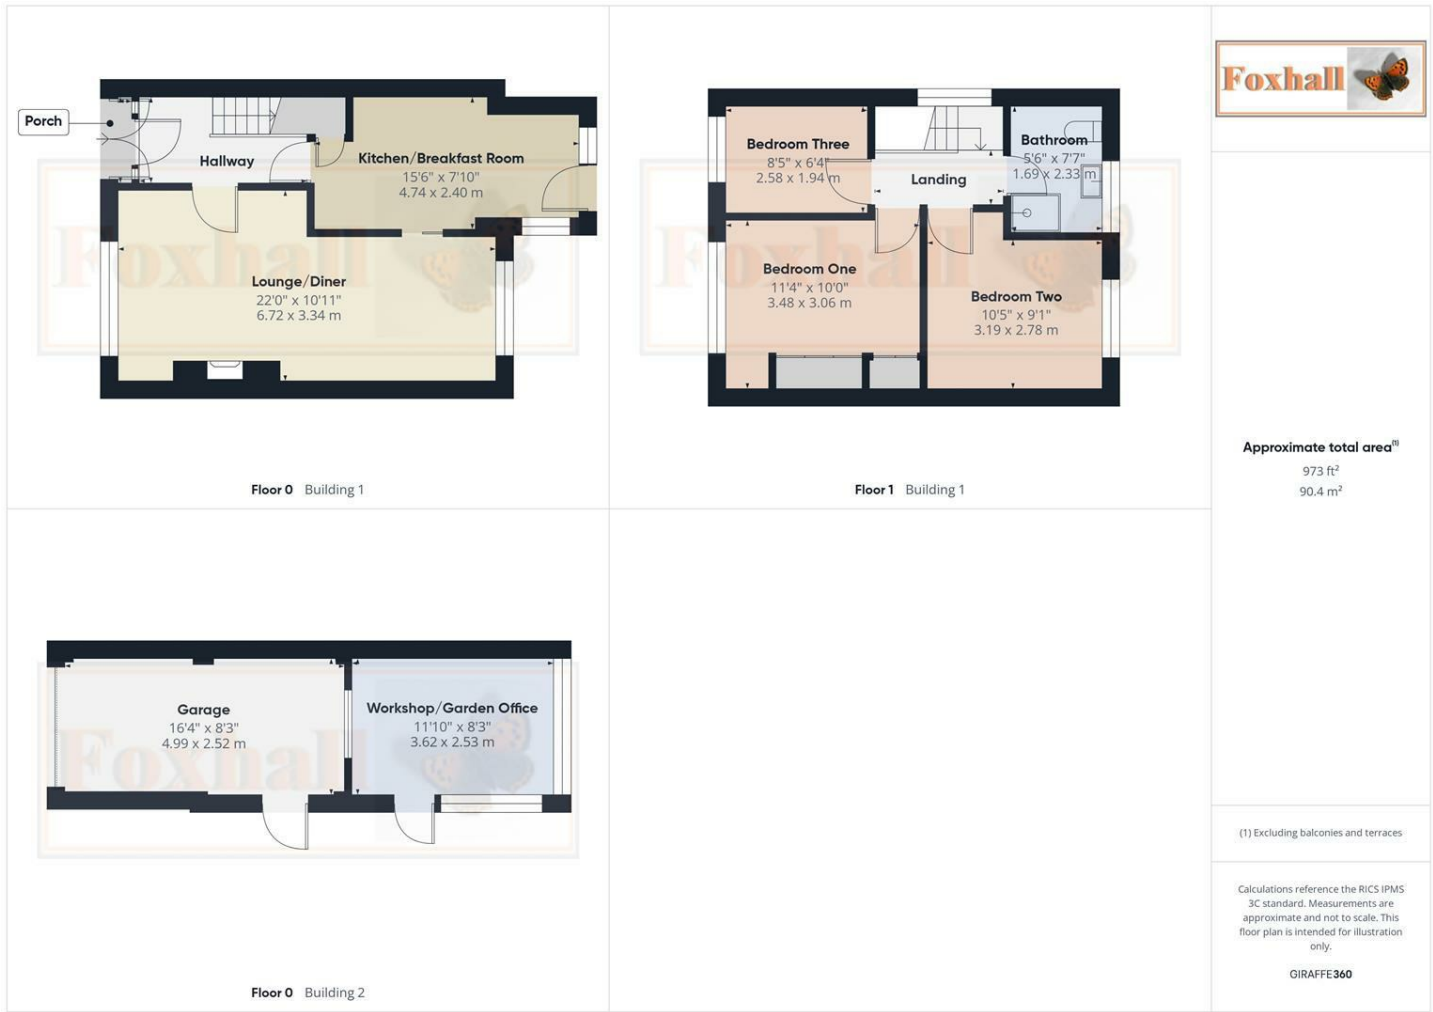 Porch
Hallway
Kitchen/Breakfast Room
15'6" x 7'10"
4.74 x 2.40 m
Lounge/Diner
22'0" x 10'11"
6.72 x 3.34 m
Foxhall
Floor 0 Building 1
Bedroom Three
8'5" x 6'4"
2.58 x 1.94 m
Landing
Bathroom
5'6" x 7'7"
1.69 x 2.33 m
Bedroom One
11'4" x 10'0"
3.48 x 3.06 m
Bedroom Two
10'5" x 9'1"
3.19 x 2.78 m
Foxhall
Floor 1 Building 1
Garage
16'4" x 8'3"
4.99 x 2.52 m
Workshop/Garden Office
11'10" x 8'3"
3.62 x 2.53 m
Foxhall
Floor 0 Building 2
Foxhall
Approximate total area(1)
973 ft²
90.4 m²
(1) Excluding balconies and terraces
Calculations reference the RICS IPMS
3C standard. Measurements are
approximate and not to scale. This
floor plan is intended for illustration
only.
GIRAFFE360